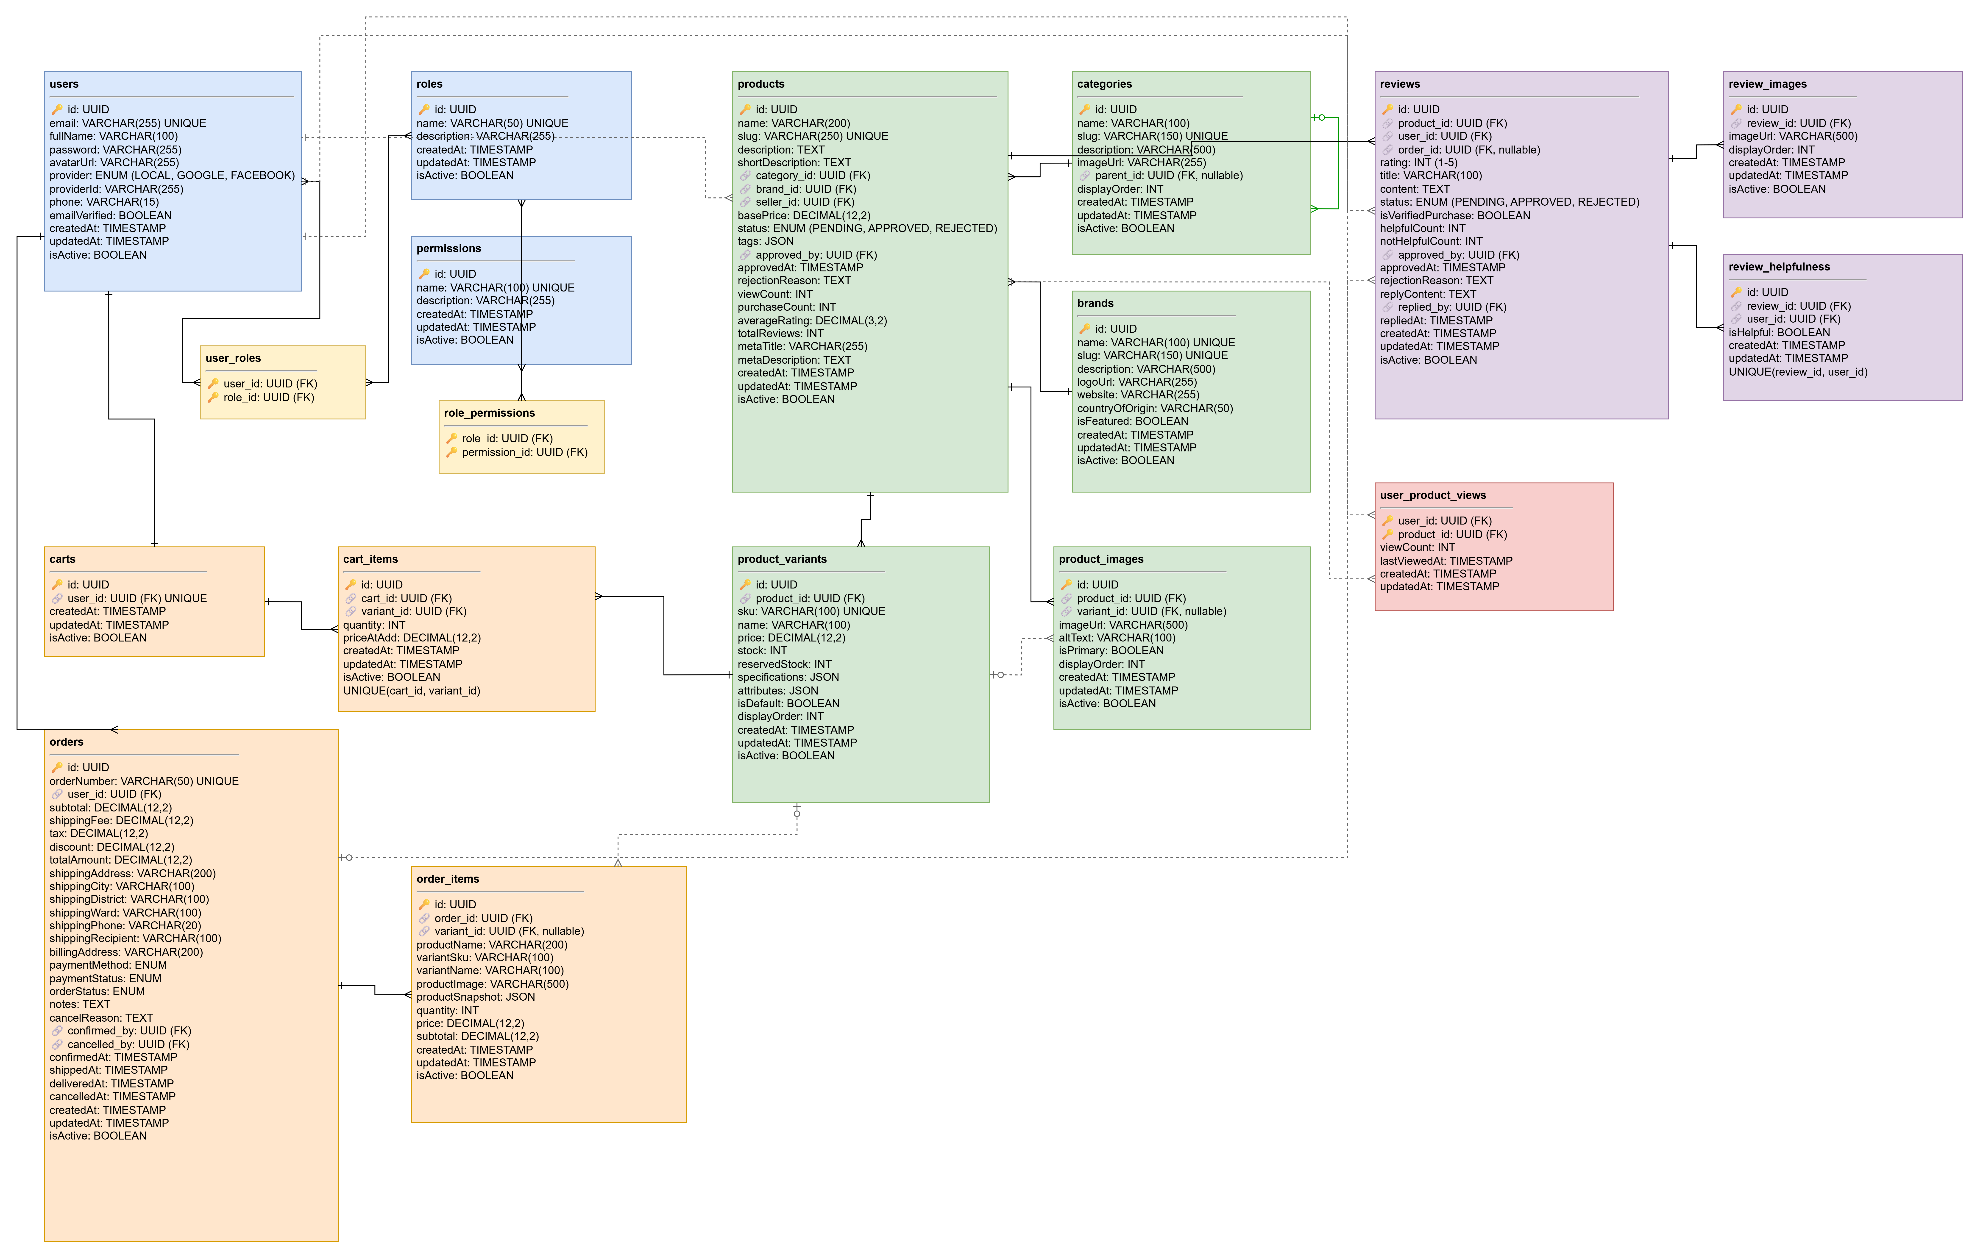 users
🔑 id: UUID
email: VARCHAR(255) UNIQUE
fullName: VARCHAR(100)
password: VARCHAR(255)
avatarUrl: VARCHAR(255)
provider: ENUM (LOCAL, GOOGLE, FACEBOOK)
providerId: VARCHAR(255)
phone: VARCHAR(15)
emailVerified: BOOLEAN
createdAt: TIMESTAMP
updatedAt: TIMESTAMP
isActive: BOOLEAN
roles
🔑 id: UUID
name: VARCHAR(50) UNIQUE
description: VARCHAR(255)
createdAt: TIMESTAMP
updatedAt: TIMESTAMP
isActive: BOOLEAN
permissions
🔑 id: UUID
name: VARCHAR(100) UNIQUE
description: VARCHAR(255)
createdAt: TIMESTAMP
updatedAt: TIMESTAMP
isActive: BOOLEAN
user_roles
🔑 user_id: UUID (FK)
🔑 role_id: UUID (FK)
role_permissions
🔑 role_id: UUID (FK)
🔑 permission_id: UUID (FK)
products
🔑 id: UUID
name: VARCHAR(200)
slug: VARCHAR(250) UNIQUE
description: TEXT
shortDescription: TEXT
🔗 category_id: UUID (FK)
🔗 brand_id: UUID (FK)
🔗 seller_id: UUID (FK)
basePrice: DECIMAL(12,2)
status: ENUM (PENDING, APPROVED, REJECTED)
tags: JSON
🔗 approved_by: UUID (FK)
approvedAt: TIMESTAMP
rejectionReason: TEXT
viewCount: INT
purchaseCount: INT
averageRating: DECIMAL(3,2)
totalReviews: INT
metaTitle: VARCHAR(255)
metaDescription: TEXT
createdAt: TIMESTAMP
updatedAt: TIMESTAMP
isActive: BOOLEAN
categories
🔑 id: UUID
name: VARCHAR(100)
slug: VARCHAR(150) UNIQUE
description: VARCHAR(500)
imageUrl: VARCHAR(255)
🔗 parent_id: UUID (FK, nullable)
displayOrder: INT
createdAt: TIMESTAMP
updatedAt: TIMESTAMP
isActive: BOOLEAN
brands
🔑 id: UUID
name: VARCHAR(100) UNIQUE
slug: VARCHAR(150) UNIQUE
description: VARCHAR(500)
logoUrl: VARCHAR(255)
website: VARCHAR(255)
countryOfOrigin: VARCHAR(50)
isFeatured: BOOLEAN
createdAt: TIMESTAMP
updatedAt: TIMESTAMP
isActive: BOOLEAN
reviews
🔑 id: UUID
🔗 product_id: UUID (FK)
🔗 user_id: UUID (FK)
🔗 order_id: UUID (FK, nullable)
rating: INT (1-5)
title: VARCHAR(100)
content: TEXT
status: ENUM (PENDING, APPROVED, REJECTED)
isVerifiedPurchase: BOOLEAN
helpfulCount: INT
notHelpfulCount: INT
🔗 approved_by: UUID (FK)
approvedAt: TIMESTAMP
rejectionReason: TEXT
replyContent: TEXT
🔗 replied_by: UUID (FK)
repliedAt: TIMESTAMP
createdAt: TIMESTAMP
updatedAt: TIMESTAMP
isActive: BOOLEAN
review_images
🔑 id: UUID
🔗 review_id: UUID (FK)
imageUrl: VARCHAR(500)
displayOrder: INT
createdAt: TIMESTAMP
updatedAt: TIMESTAMP
isActive: BOOLEAN
review_helpfulness
🔑 id: UUID
🔗 review_id: UUID (FK)
🔗 user_id: UUID (FK)
isHelpful: BOOLEAN
createdAt: TIMESTAMP
updatedAt: TIMESTAMP
UNIQUE(review_id, user_id)
user_product_views
🔑 user_id: UUID (FK)
🔑 product_id: UUID (FK)
viewCount: INT
lastViewedAt: TIMESTAMP
createdAt: TIMESTAMP
updatedAt: TIMESTAMP
carts
🔑 id: UUID
🔗 user_id: UUID (FK) UNIQUE
createdAt: TIMESTAMP
updatedAt: TIMESTAMP
isActive: BOOLEAN
cart_items
🔑 id: UUID
🔗 cart_id: UUID (FK)
🔗 variant_id: UUID (FK)
quantity: INT
priceAtAdd: DECIMAL(12,2)
createdAt: TIMESTAMP
updatedAt: TIMESTAMP
isActive: BOOLEAN
UNIQUE(cart_id, variant_id)
product_variants
🔑 id: UUID
🔗 product_id: UUID (FK)
sku: VARCHAR(100) UNIQUE
name: VARCHAR(100)
price: DECIMAL(12,2)
stock: INT
reservedStock: INT
specifications: JSON
attributes: JSON
isDefault: BOOLEAN
displayOrder: INT
createdAt: TIMESTAMP
updatedAt: TIMESTAMP
isActive: BOOLEAN
product_images
🔑 id: UUID
🔗 product_id: UUID (FK)
🔗 variant_id: UUID (FK, nullable)
imageUrl: VARCHAR(500)
altText: VARCHAR(100)
isPrimary: BOOLEAN
displayOrder: INT
createdAt: TIMESTAMP
updatedAt: TIMESTAMP
isActive: BOOLEAN
orders
🔑 id: UUID
orderNumber: VARCHAR(50) UNIQUE
🔗 user_id: UUID (FK)
subtotal: DECIMAL(12,2)
shippingFee: DECIMAL(12,2)
tax: DECIMAL(12,2)
discount: DECIMAL(12,2)
totalAmount: DECIMAL(12,2)
shippingAddress: VARCHAR(200)
shippingCity: VARCHAR(100)
shippingDistrict: VARCHAR(100)
shippingWard: VARCHAR(100)
shippingPhone: VARCHAR(20)
shippingRecipient: VARCHAR(100)
billingAddress: VARCHAR(200)
paymentMethod: ENUM
paymentStatus: ENUM
orderStatus: ENUM
notes: TEXT
cancelReason: TEXT
🔗 confirmed_by: UUID (FK)
🔗 cancelled_by: UUID (FK)
confirmedAt: TIMESTAMP
shippedAt: TIMESTAMP
deliveredAt: TIMESTAMP
cancelledAt: TIMESTAMP
createdAt: TIMESTAMP
updatedAt: TIMESTAMP
isActive: BOOLEAN
order_items
🔑 id: UUID
🔗 order_id: UUID (FK)
🔗 variant_id: UUID (FK, nullable)
productName: VARCHAR(200)
variantSku: VARCHAR(100)
variantName: VARCHAR(100)
productImage: VARCHAR(500)
productSnapshot: JSON
quantity: INT
price: DECIMAL(12,2)
subtotal: DECIMAL(12,2)
createdAt: TIMESTAMP
updatedAt: TIMESTAMP
isActive: BOOLEAN